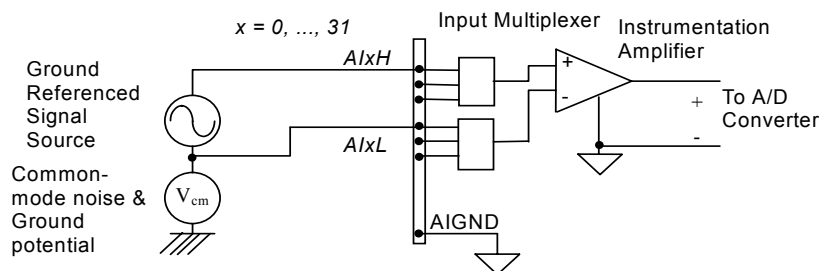 x = 0, ..., 31
Input Multiplexer
Instrumentation
Amplifier
AIxH
Ground
Referenced
Signal
Source
+
-
+
To A/D
Converter
-
AIxL
Common-
mode noise &
Ground
potential
Vcm
AIGND